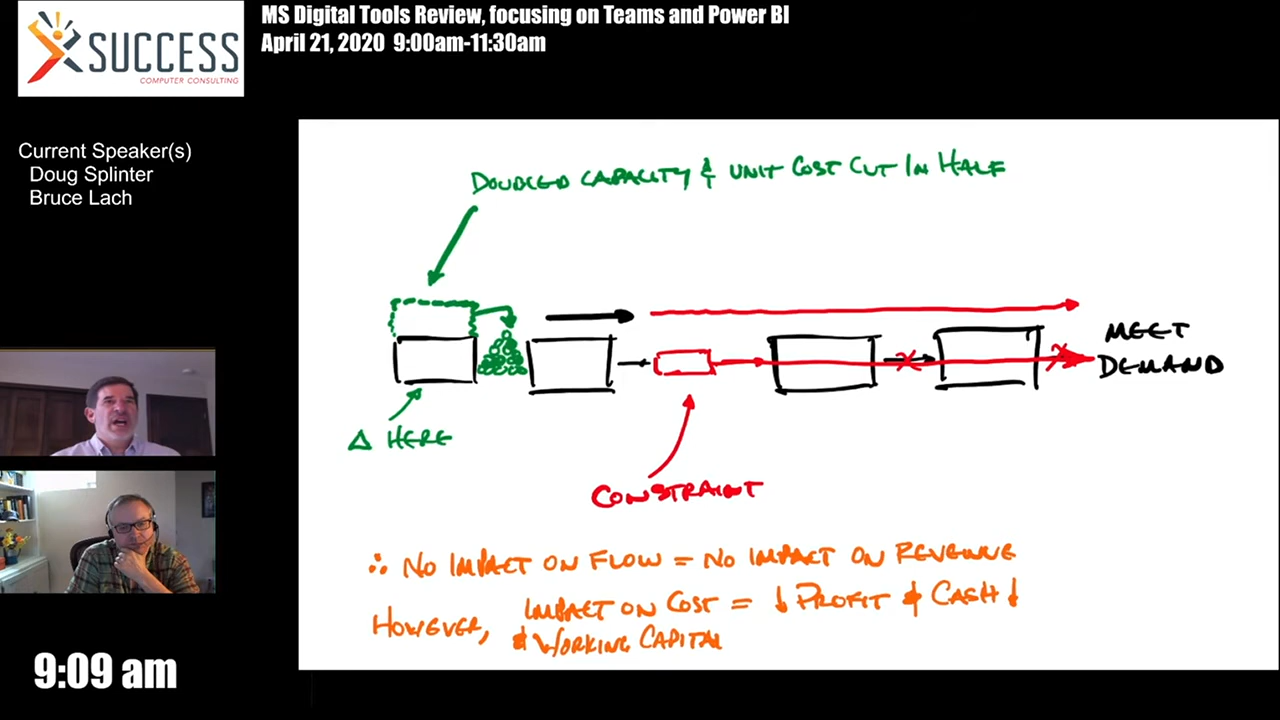 SUCCESS
COMPUTER CONSULTING
MS Digital Tools Review, focusing on Teams and Power BI
April 21, 2020 9:00am-11:30am
Current Speaker(s)
Doug Splinter
Bruce Lach
DOUBLED CAPACITY & UNIT COST CUT IN HALF
MEET
DEMAND
Δ HERE
CONSTRAINT
∴ NO IMPACT ON FLOW = NO IMPACT ON REVENUE
HOWEVER, IMPACT ON COST = ↓ PROFIT & CASH ↓
& WORKING CAPITAL
9:09 am